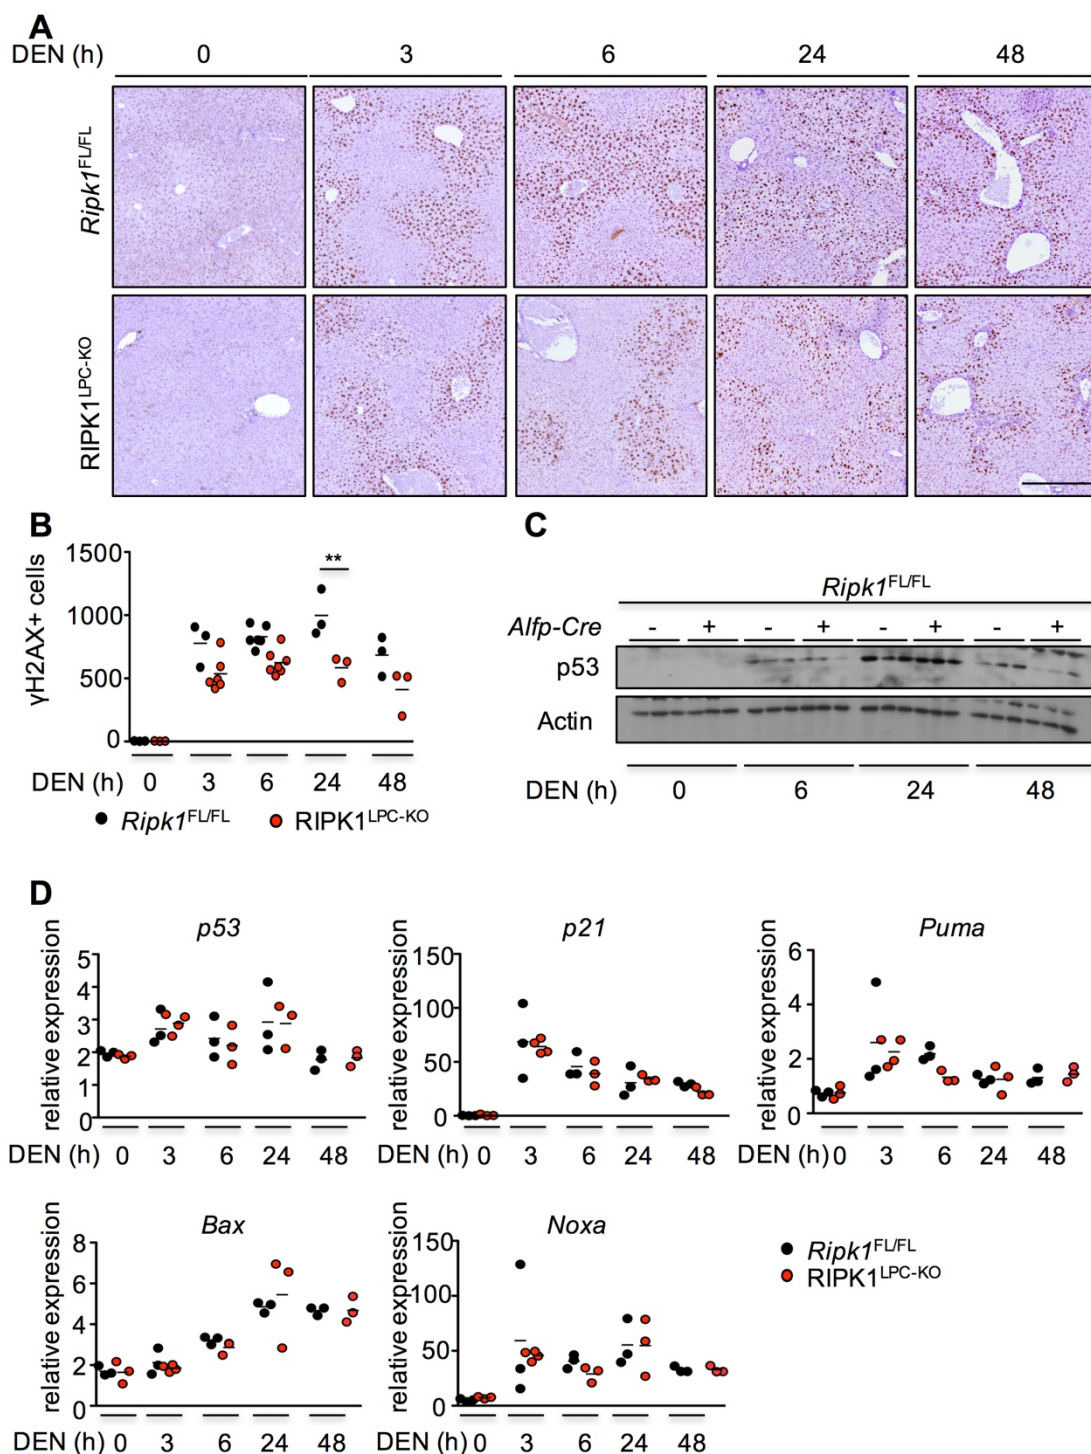 A
DEN (h) 0 3 6 24 48
Ripk1FL/FL
RIPK1LPC-KO
B
γH2AX+ cells
1500
1000
500
0
**
DEN (h) 0 3 6 24 48
Ripk1FL/FL RIPK1LPC-KO
C
Ripk1FL/FL
Alfp-Cre - + - + - + - +
p53
Actin
DEN (h) 0 6 24 48
D
p53
relative expression
5
4
3
2
1
0
DEN (h) 0 3 6 24 48
p21
relative expression
150
100
50
0
DEN (h) 0 3 6 24 48
Puma
relative expression
6
4
2
0
DEN (h) 0 3 6 24 48
Bax
relative expression
8
6
4
2
0
DEN (h) 0 3 6 24 48
Noxa
relative expression
150
100
50
0
DEN (h) 0 3 6 24 48
Ripk1FL/FL
RIPK1LPC-KO